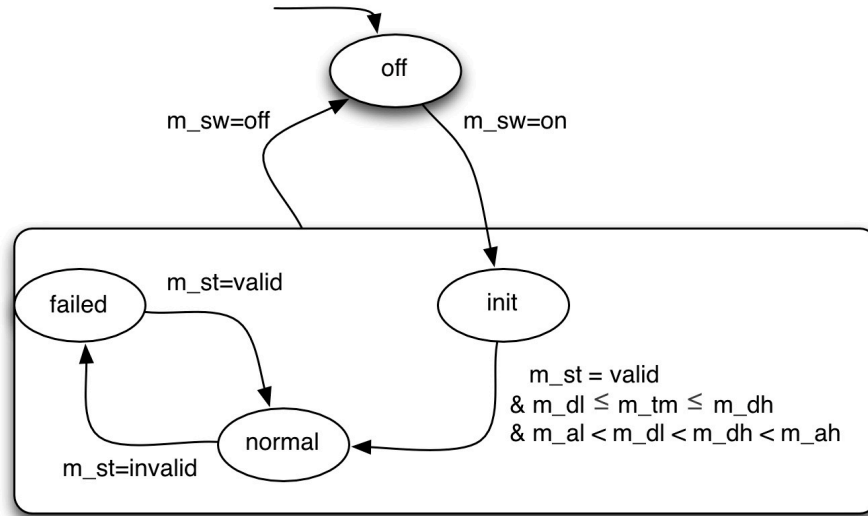 off
m_sw=off
m_sw=on
failed
m_st=valid
init
m_st = valid
& m_dl ≤ m_tm ≤ m_dh
& m_al < m_dl < m_dh < m_ah
normal
m_st=invalid